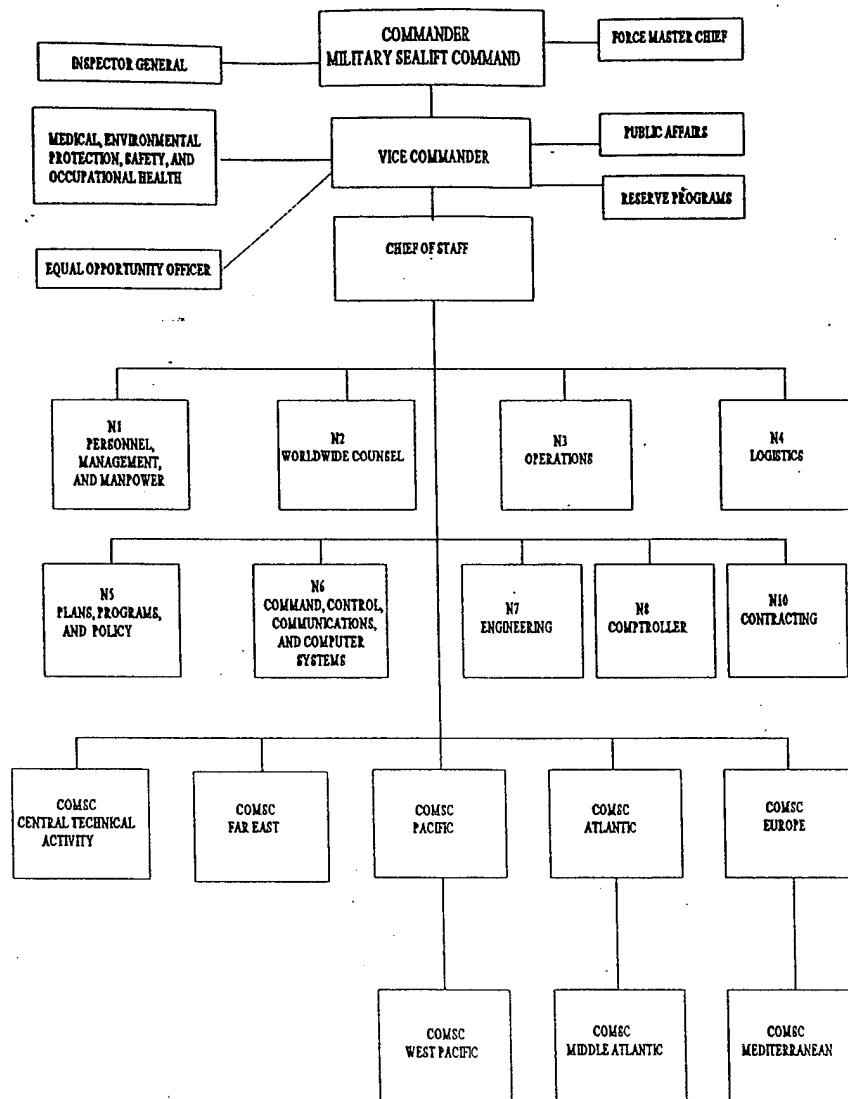 COMMANDER
MILITARY SEALIFT COMMAND
FORCE MASTER CHIEF
INSPECTOR GENERAL
MEDICAL, ENVIRONMENTAL
PROTECTION, SAFETY, AND
OCCUPATIONAL HEALTH
VICE COMMANDER
PUBLIC AFFAIRS
RESERVE PROGRAMS
CHIEF OF STAFF
EQUAL OPPORTUNITY OFFICER
N1
PERSONNEL,
MANAGEMENT,
AND MANPOWER
N2
WORLDWIDE COUNSEL
N3
OPERATIONS
N4
LOGISTICS
N5
PLANS, PROGRAMS,
AND POLICY
N6
COMMAND, CONTROL,
COMMUNICATIONS,
AND COMPUTER
SYSTEMS
N7
ENGINEERING
N8
COMPTROLLER
N10
CONTRACTING
COMSC
CENTRAL TECHNICAL
ACTIVITY
COMSC
FAR EAST
COMSC
PACIFIC
COMSC
ATLANTIC
COMSC
EUROPE
COMSC
WEST PACIFIC
COMSC
MIDDLE ATLANTIC
COMSC
MEDITERRANEAN